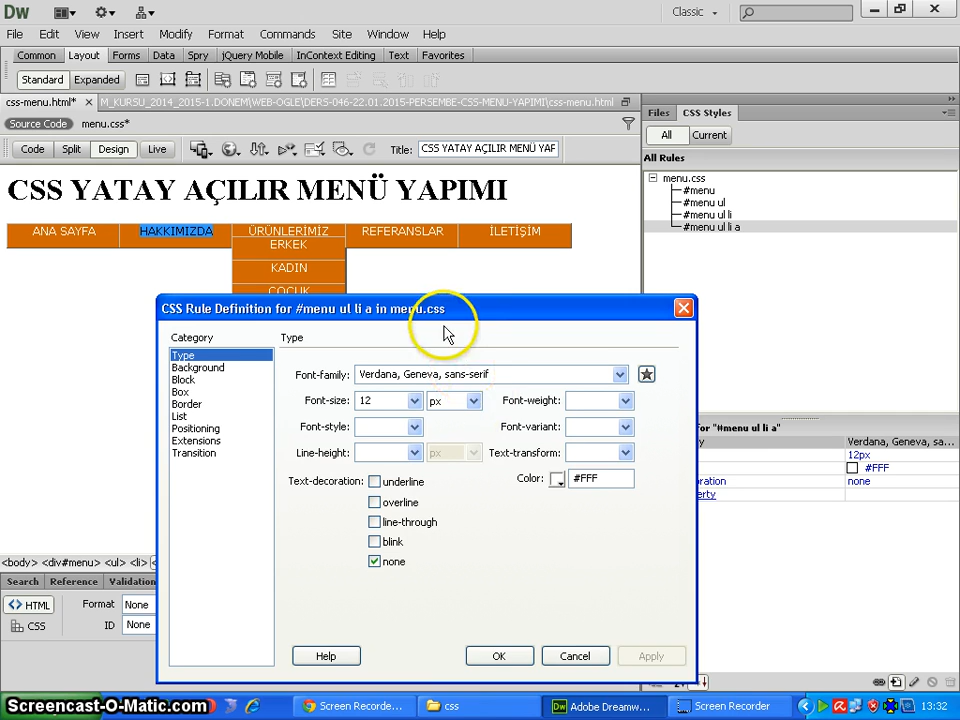 Dw
Classic
File Edit View Insert Modify Format Commands Site Window Help
Common Layout Forms Data Spry jQuery Mobile InContext Editing Text Favorites
Standard Expanded
css-menu.html* M_KURSU_2014_2015-1.DONEM\WEB-OGLE\DERS-046-22.01.2015-PERSEMBE-CSS-MENU-YAPIMI\css-menu.html
Source Code menu.css*
Code Split Design Live Title: CSS YATAY AÇILIR MENÜ YAF
Files CSS Styles
All Current
All Rules
menu.css
#menu
#menu ul
#menu ul li
#menu ul li a
CSS YATAY AÇILIR MENÜ YAPIMI
ANA SAYFA HAKKIMIZDA ÜRÜNLERİMİZ REFERANSLAR İLETİŞİM
ERKEK
KADIN
ÇOCUK
CSS Rule Definition for #menu ul li a in menu.css
Category Type
Type
Background
Block
Box
Border
List
Positioning
Extensions
Transition
Font-family: Verdana, Geneva, sans-serif
Font-size: 12 px Font-weight:
Font-style: Font-variant:
Line-height: px Text-transform:
Text-decoration: underline Color: #FFF
overline
line-through
blink
none
Help OK Cancel Apply
for "#menu ul li a"
Verdana, Geneva, sa...
12px
#FFF
none
<body> <div#menu> <ul> <li>
Search Reference Validation
HTML Format None
CSS ID None
Screencast-O-Matic.com Screen Recorde... css Adobe Dreamwe... Screen Recorder 13:32